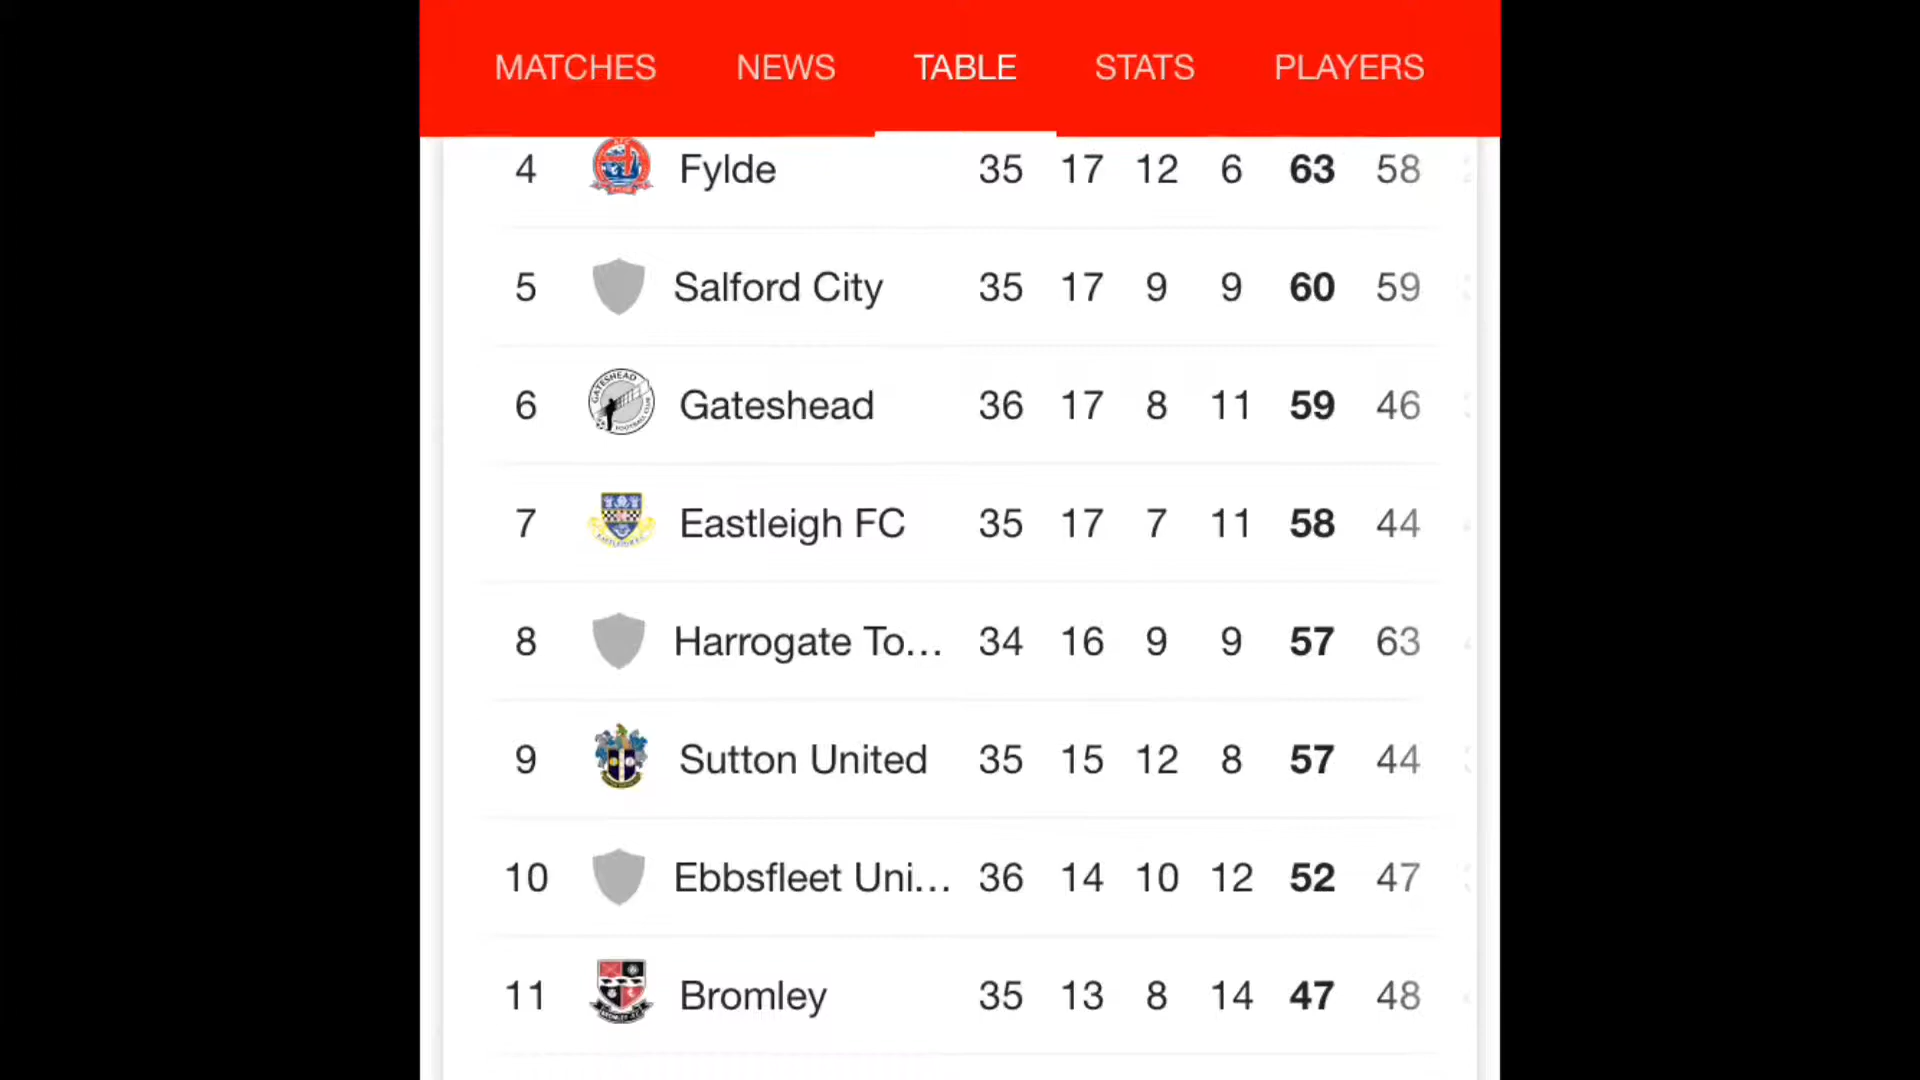 MATCHES NEWS TABLE STATS PLAYERS
4 Fylde 35 17 12 6 63 58
5 Salford City 35 17 9 9 60 59
6 GATESHEAD FOOTBALL CLUB Gateshead 36 17 8 11 59 46
7 Eastleigh FC 35 17 7 11 58 44
8 Harrogate To... 34 16 9 9 57 63
9 Sutton United 35 15 12 8 57 44
10 Ebbsfleet Uni... 36 14 10 12 52 47
11 Bromley 35 13 8 14 47 48